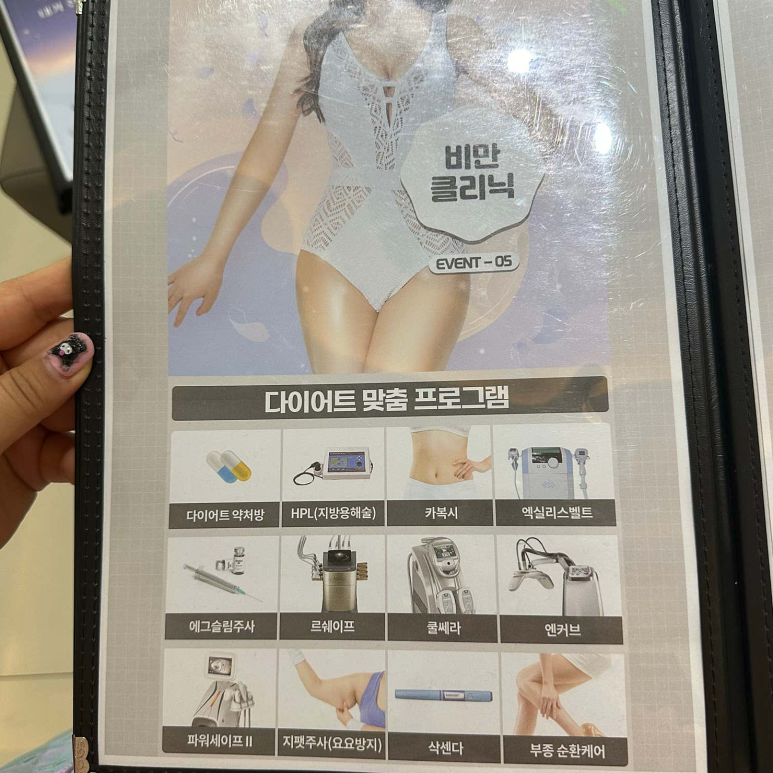 비만
클리닉
EVENT - 05
다이어트 맞춤 프로그램
다이어트 약처방
HPL(지방용해술)
카복시
엑실리스벨트
에그슬림주사
르쉐이프
쿨쎄라
엔커브
파워세이프 II
지팻주사(요요방지)
삭센다
부종 순환케어